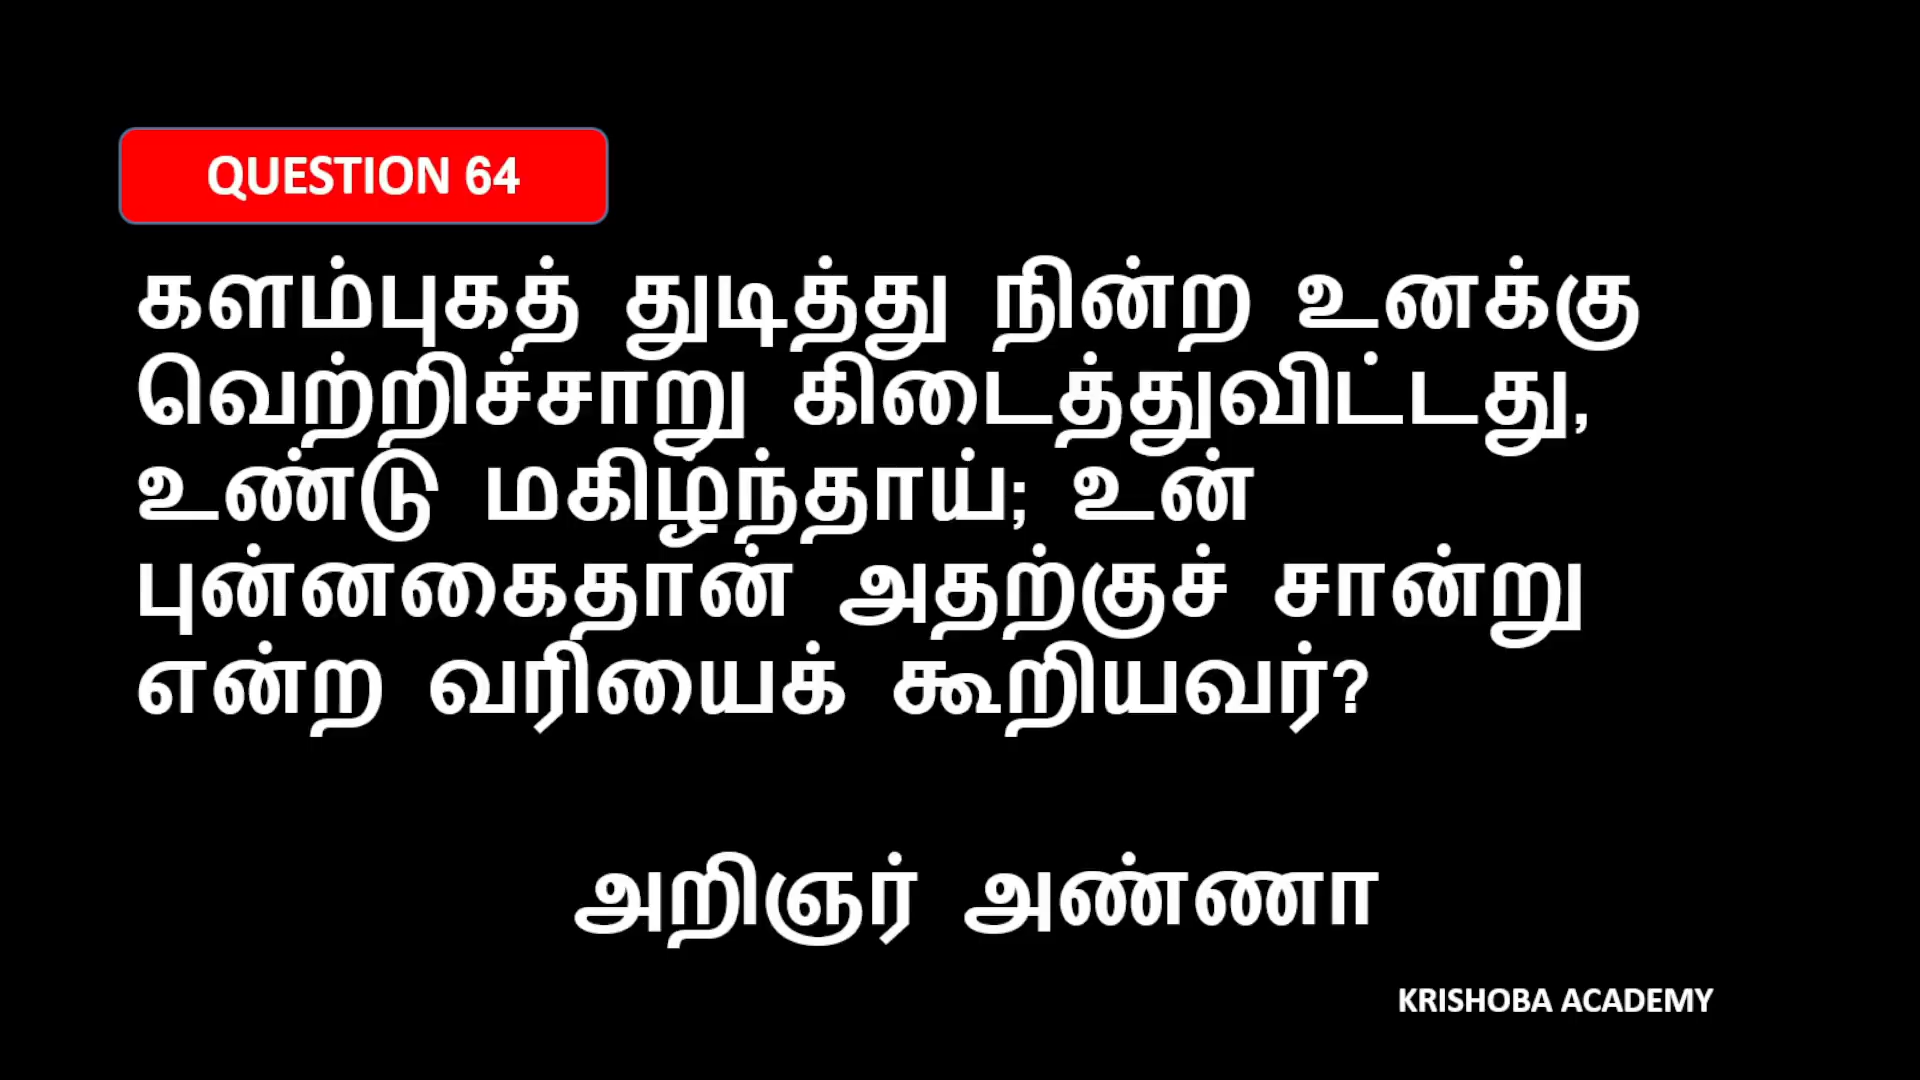 QUESTION 64
களம்புகத் துடித்து நின்ற உனக்கு
வெற்றிச்சாறு கிடைத்துவிட்டது,
உண்டு மகிழ்ந்தாய்; உன்
புன்னகைதான் அதற்குச் சான்று
என்ற வரியைக் கூறியவர்?
அறிஞர் அண்ணா
KRISHOBA ACADEMY